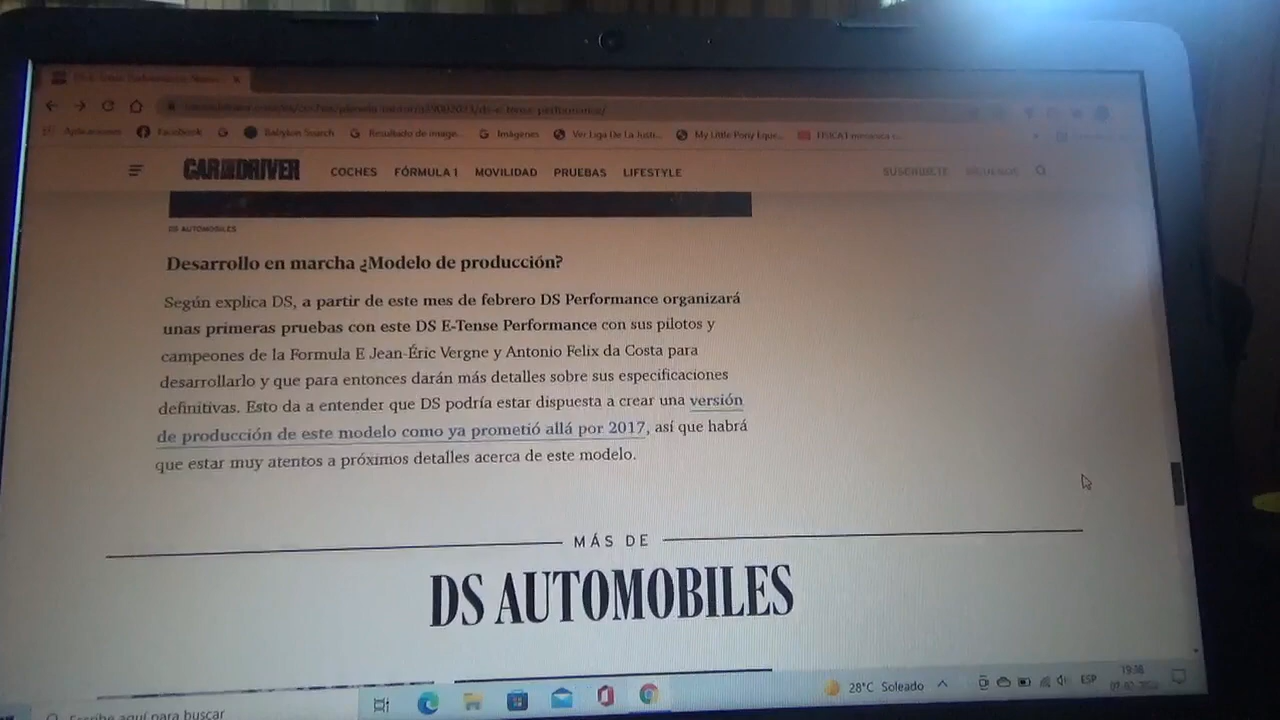 Aplicaciones Facebook G Babylon Search Resultado de image... Imágenes Ver Liga De La Justi... My Little Pony Eque...
CAR AND DRIVER COCHES FÓRMULA 1 MOVILIDAD PRUEBAS LIFESTYLE SUSCRÍBETE SÍGUENOS
DS AUTOMOBILES
Desarrollo en marcha ¿Modelo de producción?
Según explica DS, a partir de este mes de febrero DS Performance organizará
unas primeras pruebas con este DS E-Tense Performance con sus pilotos y
campeones de la Formula E Jean-Éric Vergne y Antonio Felix da Costa para
desarrollarlo y que para entonces darán más detalles sobre sus especificaciones
definitivas. Esto da a entender que DS podría estar dispuesta a crear una versión
de producción de este modelo como ya prometió allá por 2017, así que habrá
que estar muy atentos a próximos detalles acerca de este modelo.
MÁS DE
DS AUTOMOBILES
28°C Soleado ESP 19:38
Escribe aquí para buscar